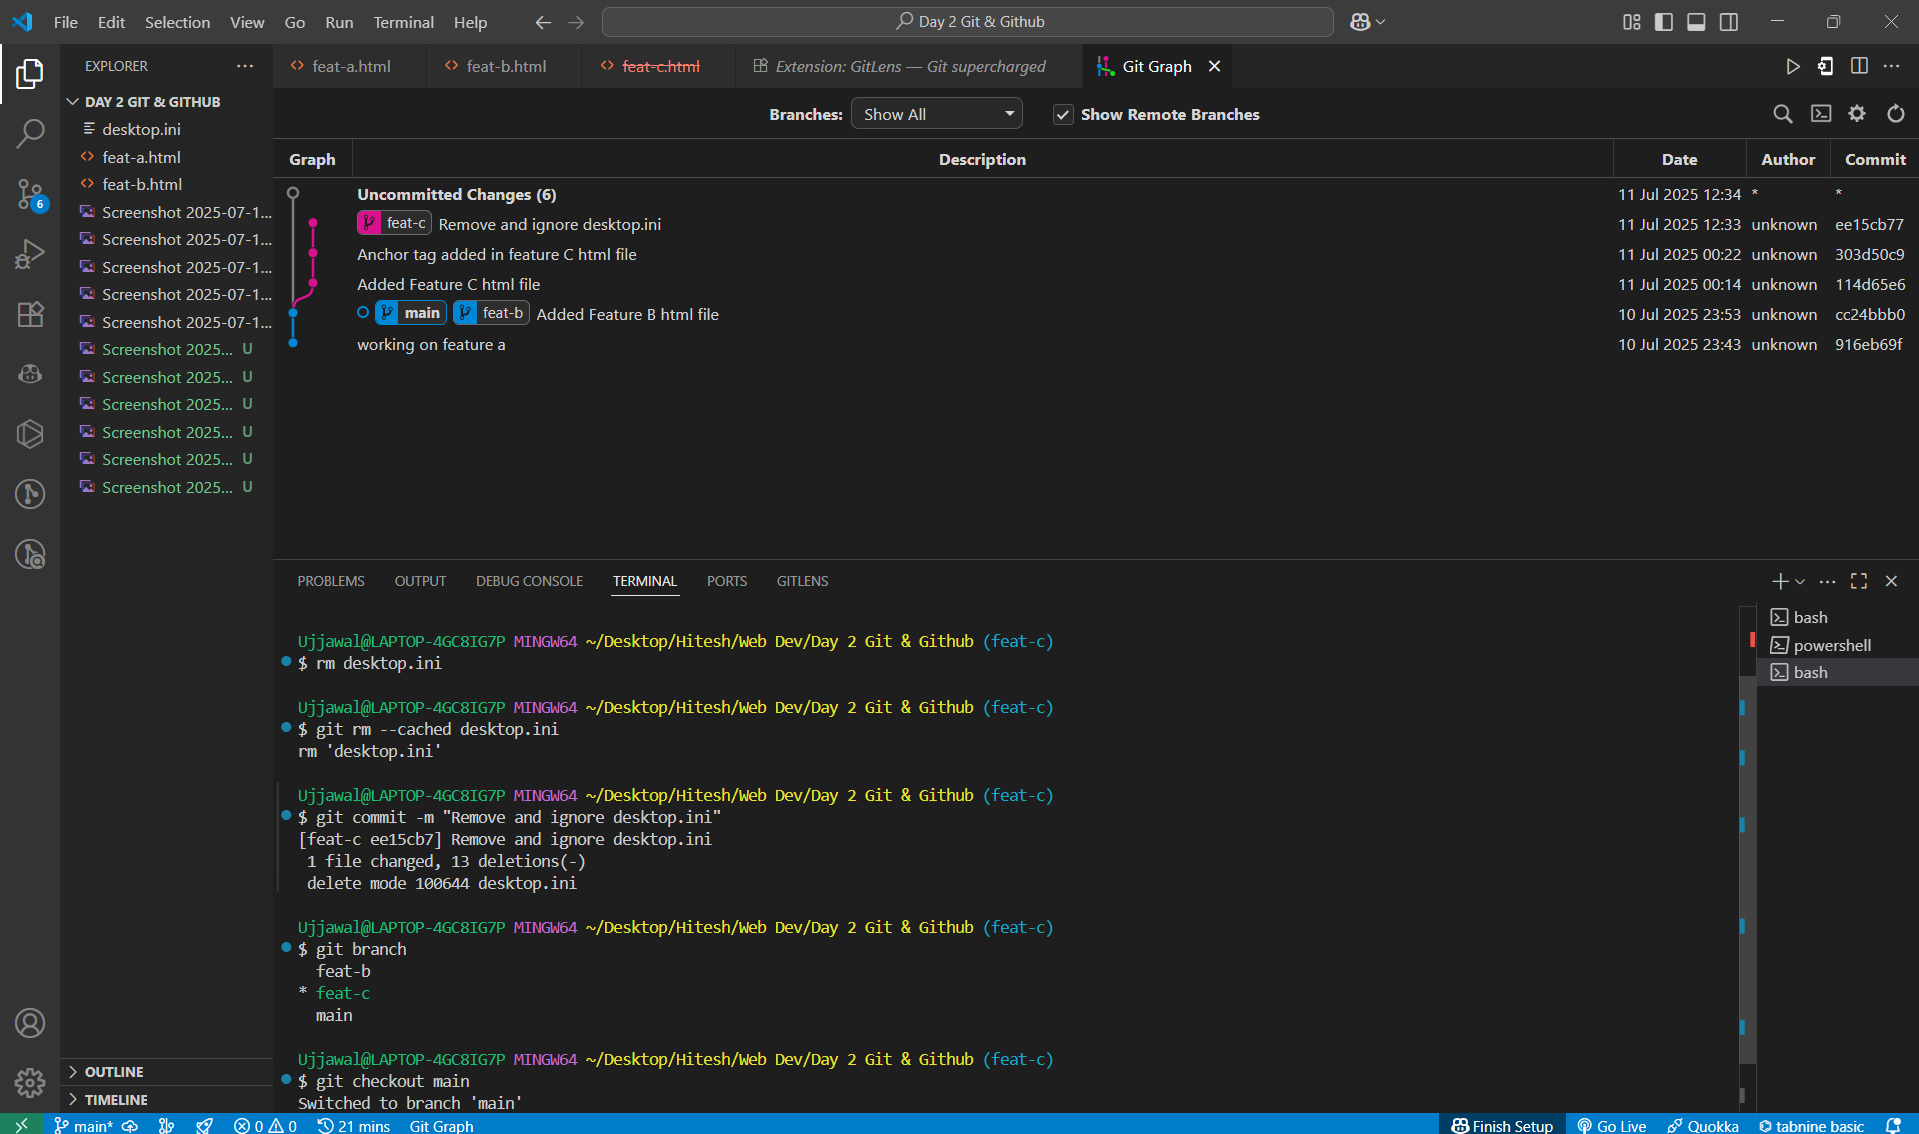 File Edit Selection View Go Run Terminal Help
Day 2 Git & Github
EXPLORER
feat-a.html
feat-b.html
feat-c.html
Extension: GitLens — Git supercharged
Git Graph
DAY 2 GIT & GITHUB
desktop.ini
feat-a.html
feat-b.html
Screenshot 2025-07-1...
Screenshot 2025-07-1...
Screenshot 2025-07-1...
Screenshot 2025-07-1...
Screenshot 2025-07-1...
Screenshot 2025... U
Screenshot 2025... U
Screenshot 2025... U
Screenshot 2025... U
Screenshot 2025... U
Screenshot 2025... U
6
OUTLINE
TIMELINE
Branches: Show All Show Remote Branches
Graph Description Date Author Commit
Uncommitted Changes (6) 11 Jul 2025 12:34 * *
feat-c Remove and ignore desktop.ini 11 Jul 2025 12:33 unknown ee15cb77
Anchor tag added in feature C html file 11 Jul 2025 00:22 unknown 303d50c9
Added Feature C html file 11 Jul 2025 00:14 unknown 114d65e6
main feat-b Added Feature B html file 10 Jul 2025 23:53 unknown cc24bbb0
working on feature a 10 Jul 2025 23:43 unknown 916eb69f
PROBLEMS OUTPUT DEBUG CONSOLE TERMINAL PORTS GITLENS
bash
powershell
bash
Ujjawal@LAPTOP-4GC8IG7P MINGW64 ~/Desktop/Hitesh/Web Dev/Day 2 Git & Github (feat-c)
$ rm desktop.ini
Ujjawal@LAPTOP-4GC8IG7P MINGW64 ~/Desktop/Hitesh/Web Dev/Day 2 Git & Github (feat-c)
$ git rm --cached desktop.ini
rm 'desktop.ini'
Ujjawal@LAPTOP-4GC8IG7P MINGW64 ~/Desktop/Hitesh/Web Dev/Day 2 Git & Github (feat-c)
$ git commit -m "Remove and ignore desktop.ini"
[feat-c ee15cb7] Remove and ignore desktop.ini
1 file changed, 13 deletions(-)
delete mode 100644 desktop.ini
Ujjawal@LAPTOP-4GC8IG7P MINGW64 ~/Desktop/Hitesh/Web Dev/Day 2 Git & Github (feat-c)
$ git branch
feat-b
* feat-c
main
Ujjawal@LAPTOP-4GC8IG7P MINGW64 ~/Desktop/Hitesh/Web Dev/Day 2 Git & Github (feat-c)
$ git checkout main
Switched to branch 'main'
main* 0 0 21 mins Git Graph Finish Setup Go Live Quokka tabnine basic